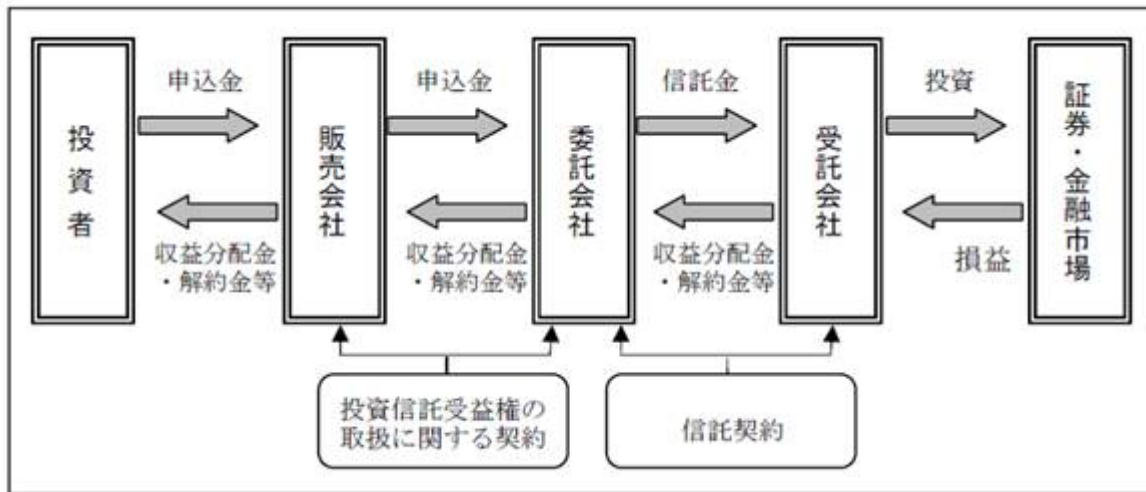 申込金
申込金
信託金
投資
投資者
販売会社
委託会社
受託会社
証券・金融市場
収益分配金
・解約金等
収益分配金
・解約金等
収益分配金
・解約金等
損益
投資信託受益権の
取扱に関する契約
信託契約